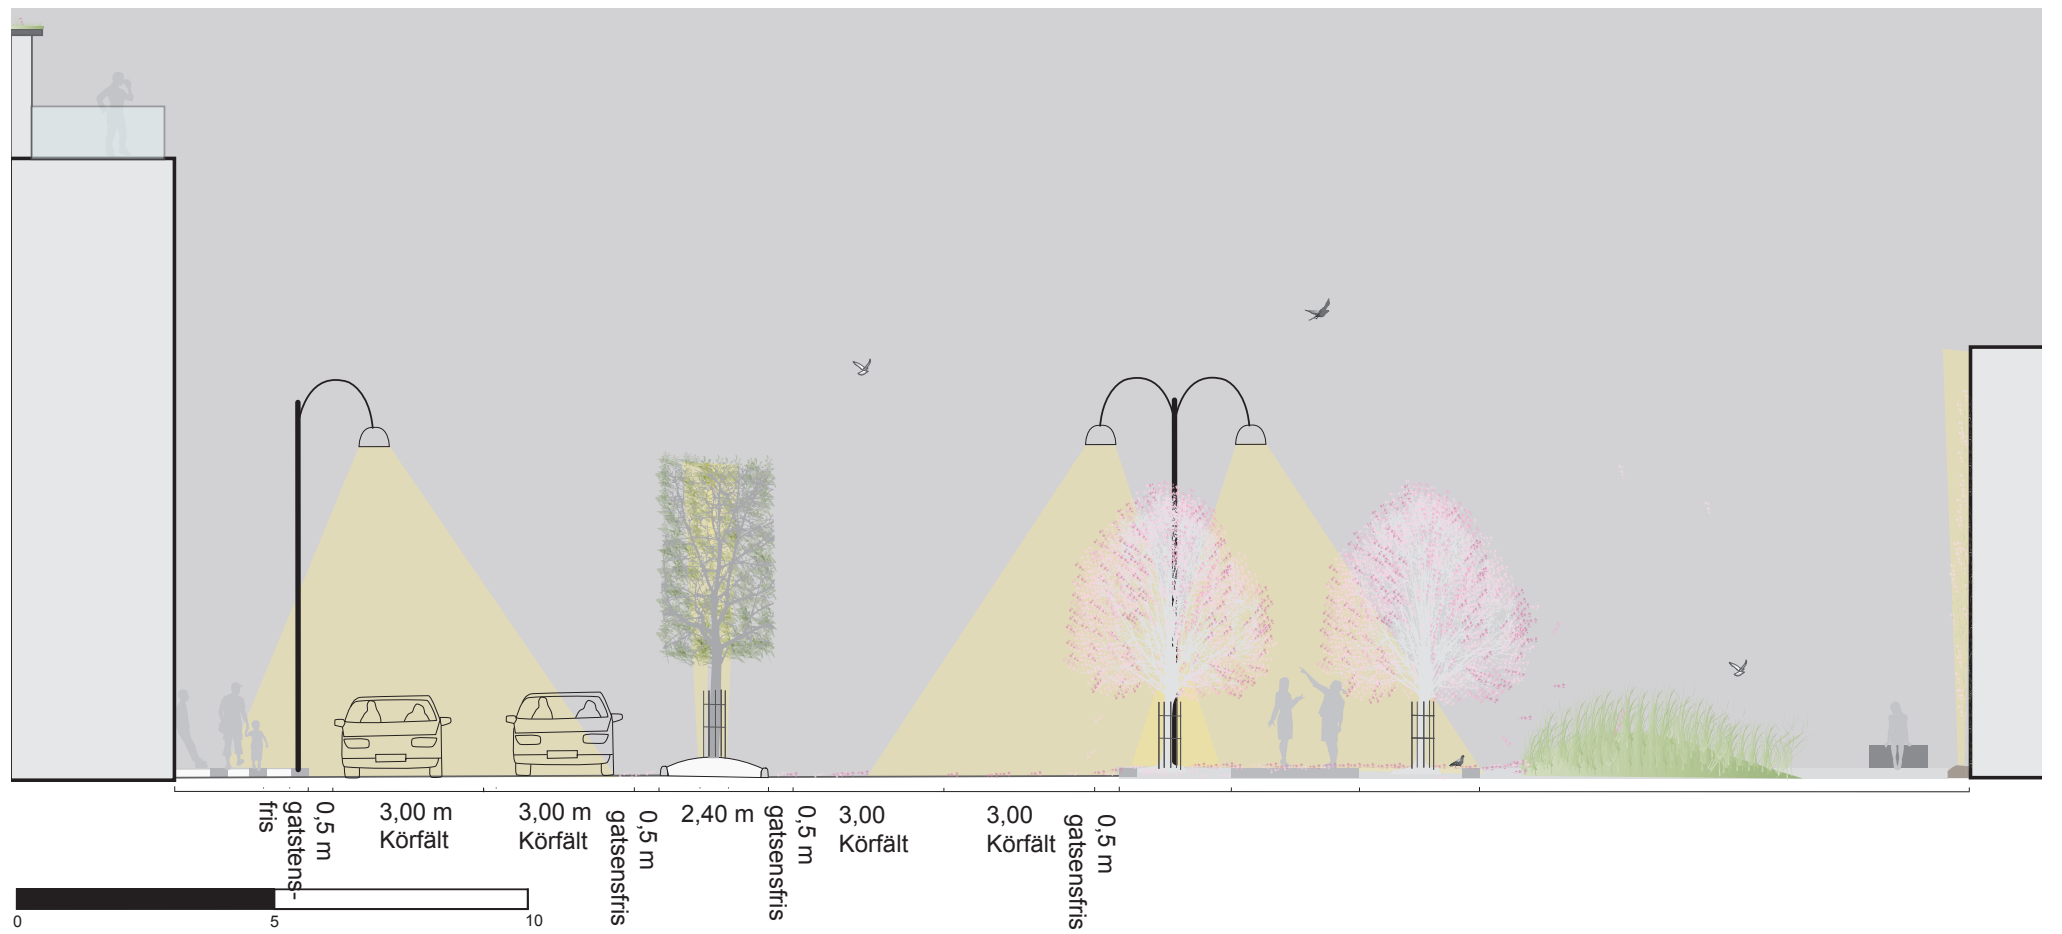 0,5 m
gatstens-
fris
3,00 m
Körfält
3,00 m
Körfält
0,5 m
gatsensfris
2,40 m
0,5 m
gatsensfris
3,00
Körfält
3,00
Körfält
0,5 m
gatsensfris
0
5
10